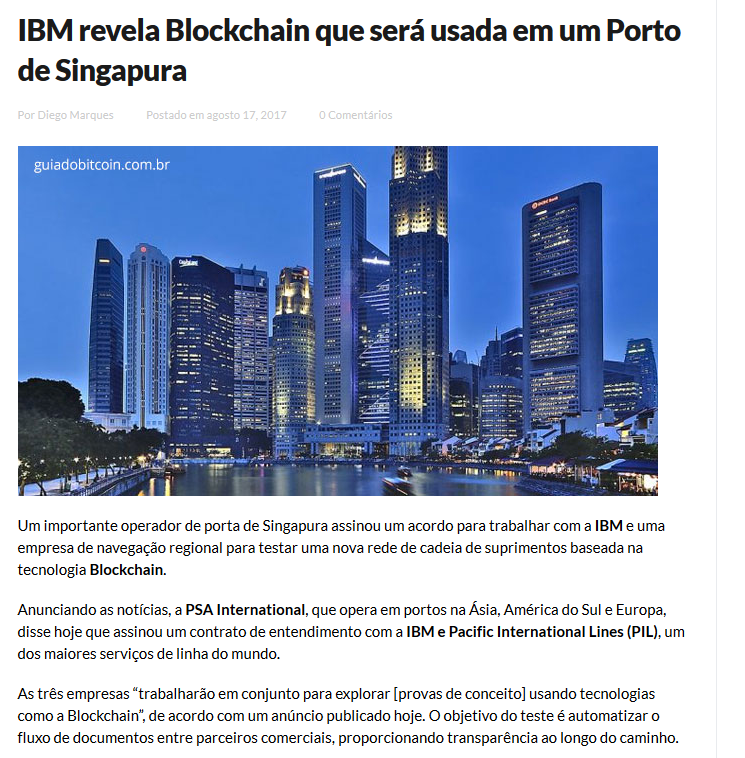 IBM revela Blockchain que será usada em um Porto
de Singapura
Por Diego Marques Postado em agosto 17, 2017 0 Comentários
guiadobitcoin.com.br
Um importante operador de porta de Singapura assinou um acordo para trabalhar com a IBM e uma
empresa de navegação regional para testar uma nova rede de cadeia de suprimentos baseada na
tecnologia Blockchain.
Anunciando as notícias, a PSA International, que opera em portos na Ásia, América do Sul e Europa,
disse hoje que assinou um contrato de entendimento com a IBM e Pacific International Lines (PIL), um
dos maiores serviços de linha do mundo.
As três empresas “trabalharão em conjunto para explorar [provas de conceito] usando tecnologias
como a Blockchain”, de acordo com um anúncio publicado hoje. O objetivo do teste é automatizar o
fluxo de documentos entre parceiros comerciais, proporcionando transparência ao longo do caminho.